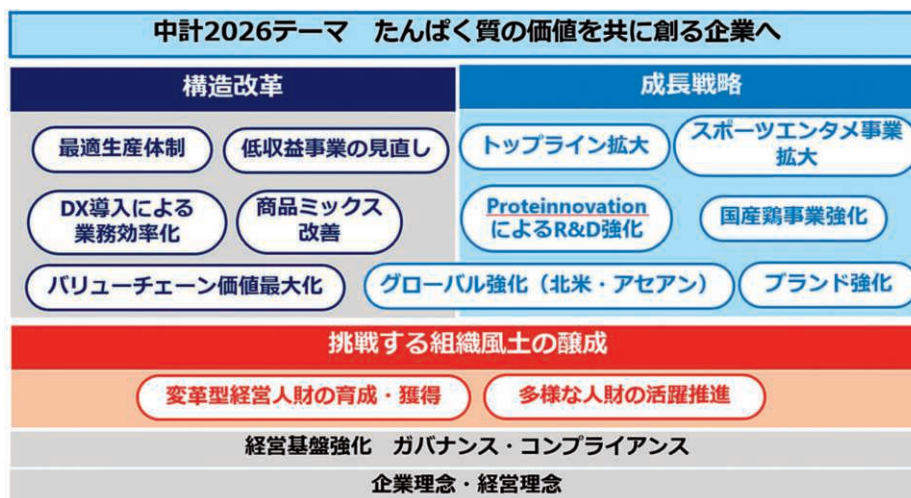 中計2026テーマ　たんぱく質の価値を共に創る企業へ
構造改革
成長戦略
最適生産体制
低収益事業の見直し
トップライン拡大
スポーツエンタメ事業
拡大
DX導入による
業務効率化
商品ミックス
改善
Proteinnovation
によるR&D強化
国産鶏事業強化
バリューチェーン価値最大化
グローバル強化（北米・アセアン）
ブランド強化
挑戦する組織風土の醸成
変革型経営人財の育成・獲得
多様な人財の活躍推進
経営基盤強化　ガバナンス・コンプライアンス
企業理念・経営理念